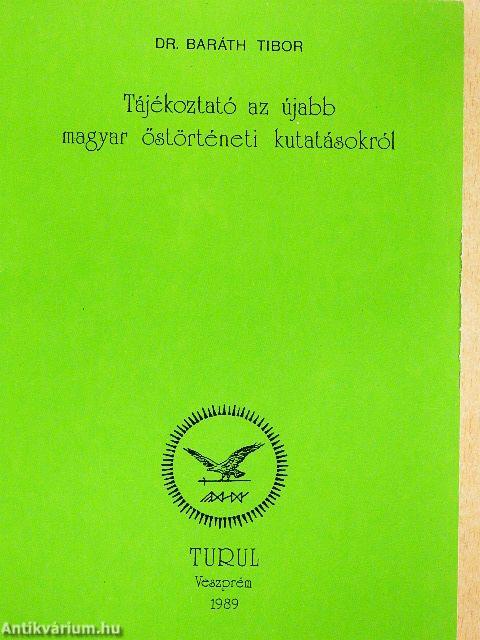 DR. BARÁTH TIBOR
Tájékoztató az újabb
magyar őstörténeti kutatásokról
TURUL
Veszprém
1989
Antikvárium.hu